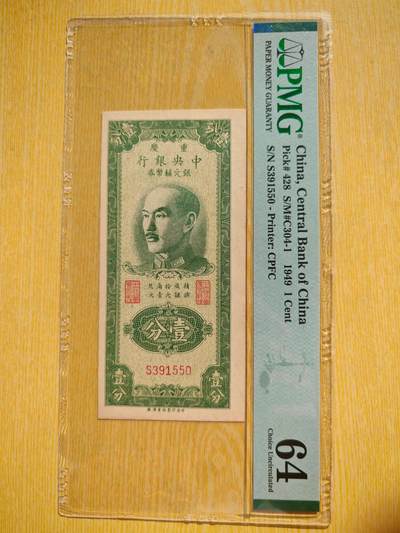 PMG
PAPER MONEY GUARANTY
China, Central Bank of China
Pick# 428 S/M#C304-1 1949 1 Cent
S/N S391550 - Printer: CPFC
64
Choice Uncirculated
重慶
中央銀行
銀元輔幣券
壹分
S391550
壹分
壹分